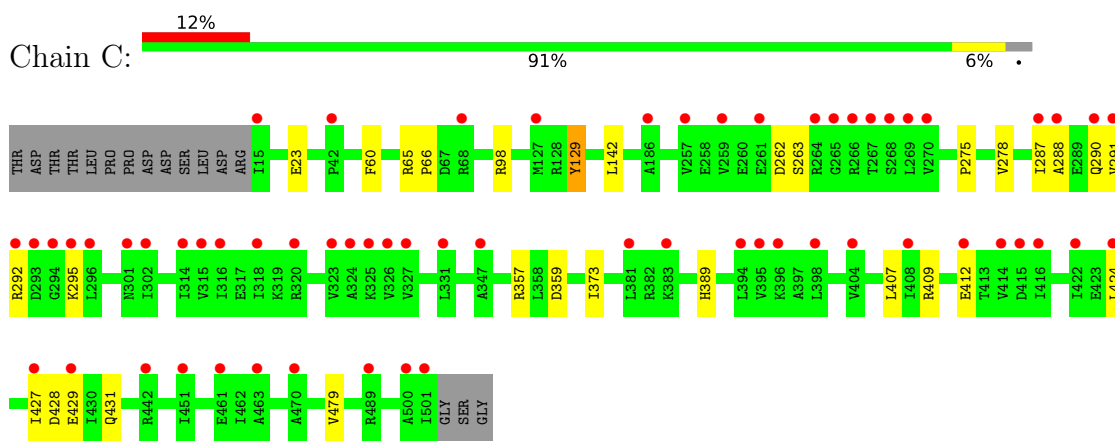 12%
Chain C:
91% 6% •
THR ASP THR THR LEU PRO PRO ASP ASP SER LEU ASP ARG I15 E23 P42 F60 R65 P66 D67 R68 R98 M127 R128 Y129 L142 A186 V257 E258 V259 E260 E261 D262 S263 R264 G265 R266 T267 S268 L269 V270 P275 V278 I287 A288 E289 Q290
R292 D293 G294 K295 L296 N301 I302 I314 V315 I316 E317 I318 R320 V323 A324 K325 V326 V327 L331 A347 R357 L358 D359 I373 L381 R382 K383 H389 L394 V395 K396 A397 L398 V404 L407 I408 R409 E412 T413 V414 D415 I416 I422 E423
I427 D428 E429 I430 Q431 R442 I451 E461 I462 A463 A470 V479 R489 A500 I501 GLY SER GLY